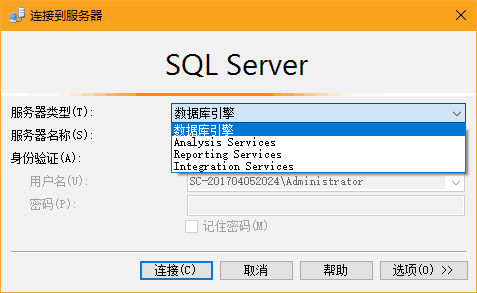 连接到服务器
SQL Server
服务器类型(T):
数据库引擎
数据库引擎
服务器名称(S):
Analysis Services
Reporting Services
身份验证(A):
Integration Services
用户名(U):
SC-201704052024\Administrator
密码(P):
记住密码(M)
连接(C)
取消
帮助
选项(O) >>